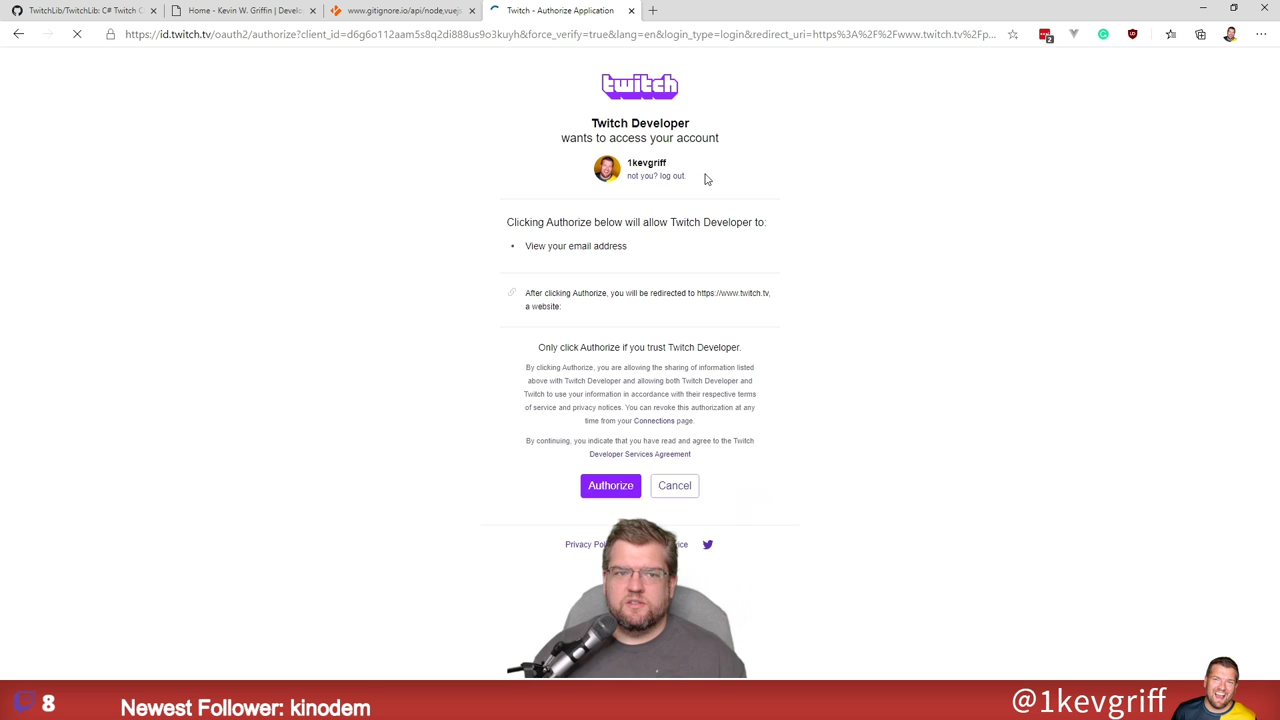 TwitchLib/TwitchLib: C# Twitch C
Home - Kevin W. Griffin | Develo
www.gitignore.io/api/node,vuejs
Twitch - Authorize Application
https://id.twitch.tv/oauth2/authorize?client_id=d6g6o112aam5s8q2di888us9o3kuyh&force_verify=true&lang=en&login_type=login&redirect_uri=https%3A%2F%2Fwww.twitch.tv%2Fp...
twitch
Twitch Developer
wants to access your account
1kevgriff
not you? log out.
Clicking Authorize below will allow Twitch Developer to:
• View your email address
After clicking Authorize, you will be redirected to https://www.twitch.tv,
a website:
Only click Authorize if you trust Twitch Developer.
By clicking Authorize, you are allowing the sharing of information listed
above with Twitch Developer and allowing both Twitch Developer and
Twitch to use your information in accordance with their respective terms
of service and privacy notices. You can revoke this authorization at any
time from your Connections page.
By continuing, you indicate that you have read and agree to the Twitch
Developer Services Agreement
Authorize Cancel
Privacy
8
Newest Follower: kinodem
@1kevgriff